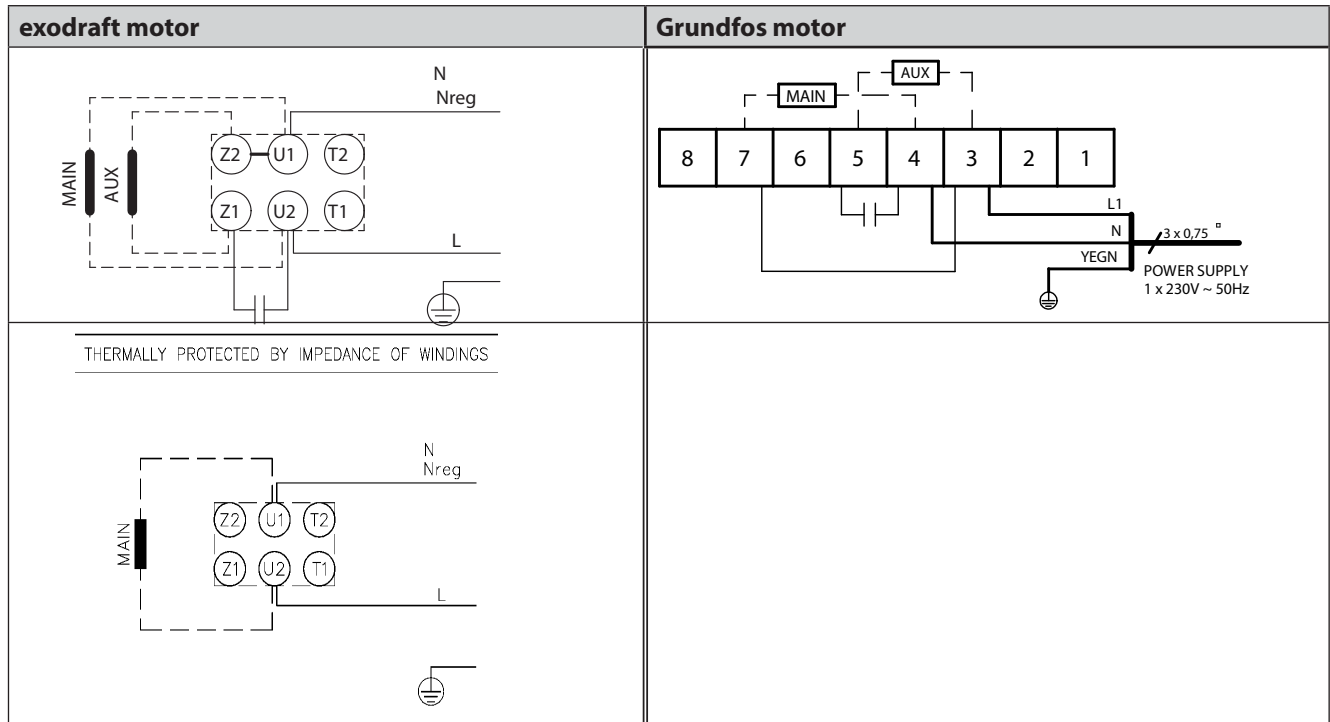 exodraft motor
Grundfos motor
N
Nreg
Z2 U1 T2
MAIN
AUX
Z1 U2 T1
L
AUX
MAIN
8 7 6 5 4 3 2 1
L1
N
3 x 0,75 ¤
YEGN
POWER SUPPLY
1 x 230V ~ 50Hz
THERMALLY PROTECTED BY IMPEDANCE OF WINDINGS
N
Nreg
Z2 U1 T2
MAIN
Z1 U2 T1
L